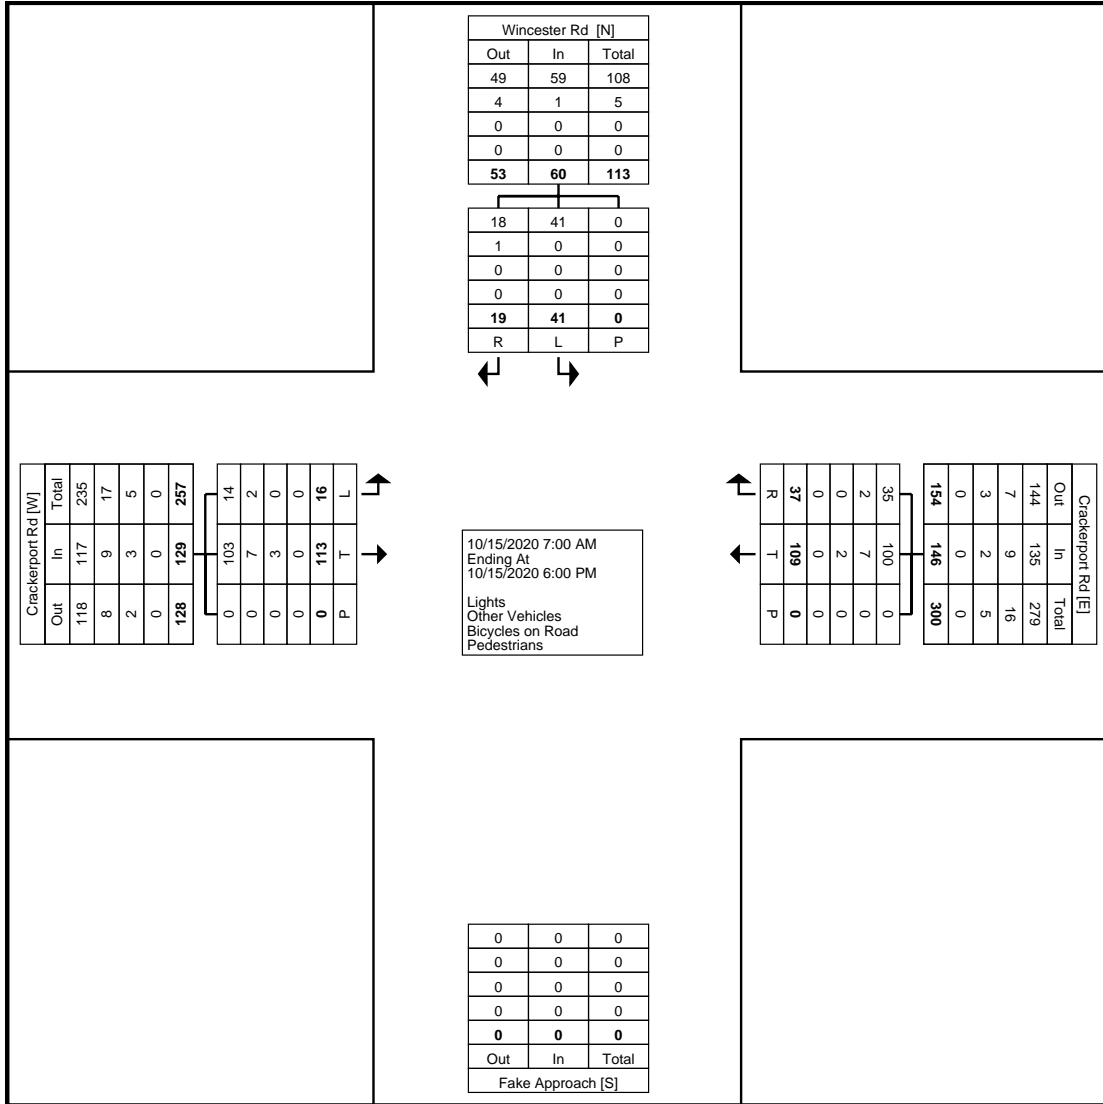 Wincester Rd [N]
Out In Total
49 59 108
4 1 5
0 0 0
0 0 0
53 60 113
18 41 0
1 0 0
0 0 0
0 0 0
19 41 0
R L P
Crackerport Rd [W]
Total In Out
235 117 118
17 9 8
5 3 2
0 0 0
257 129 128
14 103 0
2 7 0
0 3 0
0 0 0
16 113 0
L T P
10/15/2020 7:00 AM
Ending At
10/15/2020 6:00 PM
Lights
Other Vehicles
Bicycles on Road
Pedestrians
Crackerport Rd [E]
Out In Total
144 135 279
7 9 16
3 2 5
0 0 0
154 146 300
35 100 0
2 7 0
0 2 0
0 0 0
37 109 0
R T P
0 0 0
0 0 0
0 0 0
0 0 0
0 0 0
Out In Total
Fake Approach [S]